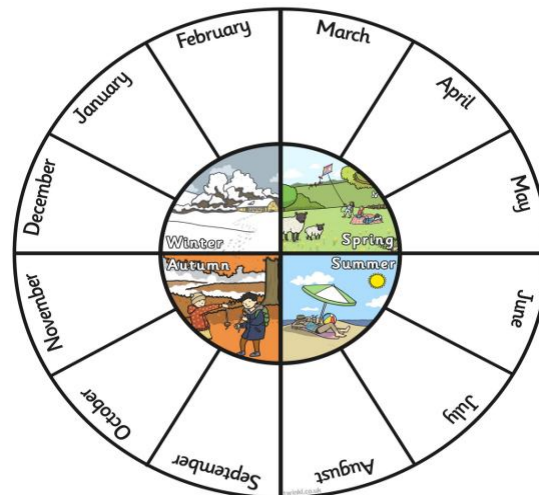 January
February
March
April
May
June
July
August
September
October
November
December
Winter
Spring
Autumn
Summer